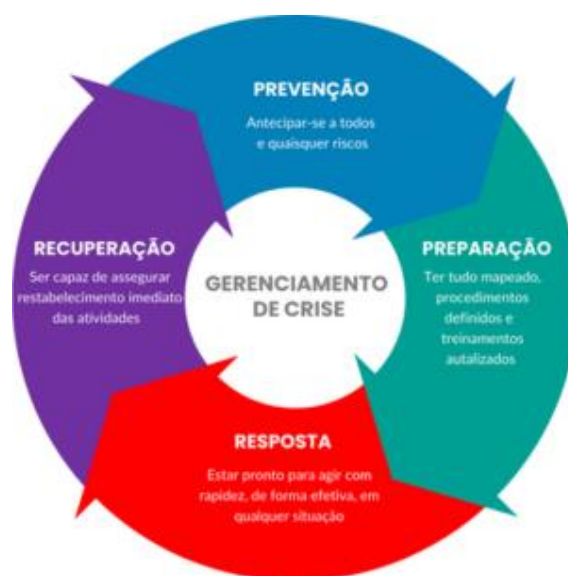 PREVENÇÃO
Antecipar-se a todos
e quaisquer riscos
PREPARAÇÃO
Ter tudo mapeado,
procedimentos
definidos e
treinamentos
autalizados
RESPOSTA
Estar pronto para agir com
rapidez, de forma efetiva, em
qualquer situação
RECUPERAÇÃO
Ser capaz de assegurar
restabelecimento imediato
das atividades
GERENCIAMENTO
DE CRISE